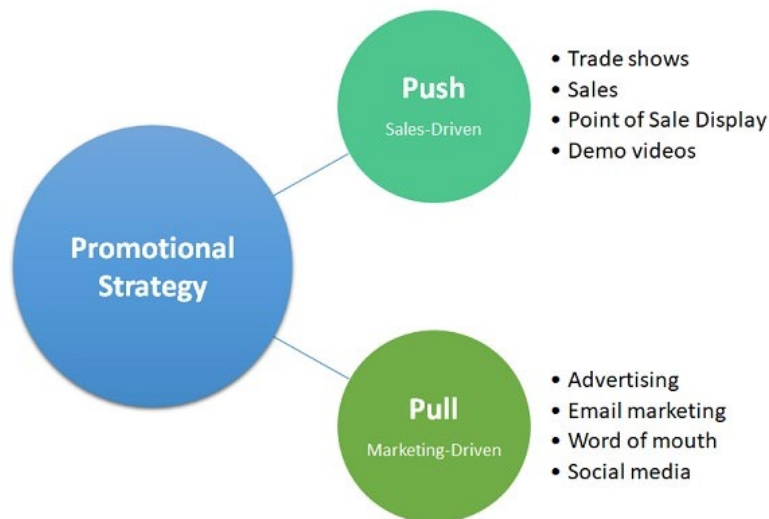 Promotional
Strategy
Push
Sales-Driven
• Trade shows
• Sales
• Point of Sale Display
• Demo videos
Pull
Marketing-Driven
• Advertising
• Email marketing
• Word of mouth
• Social media